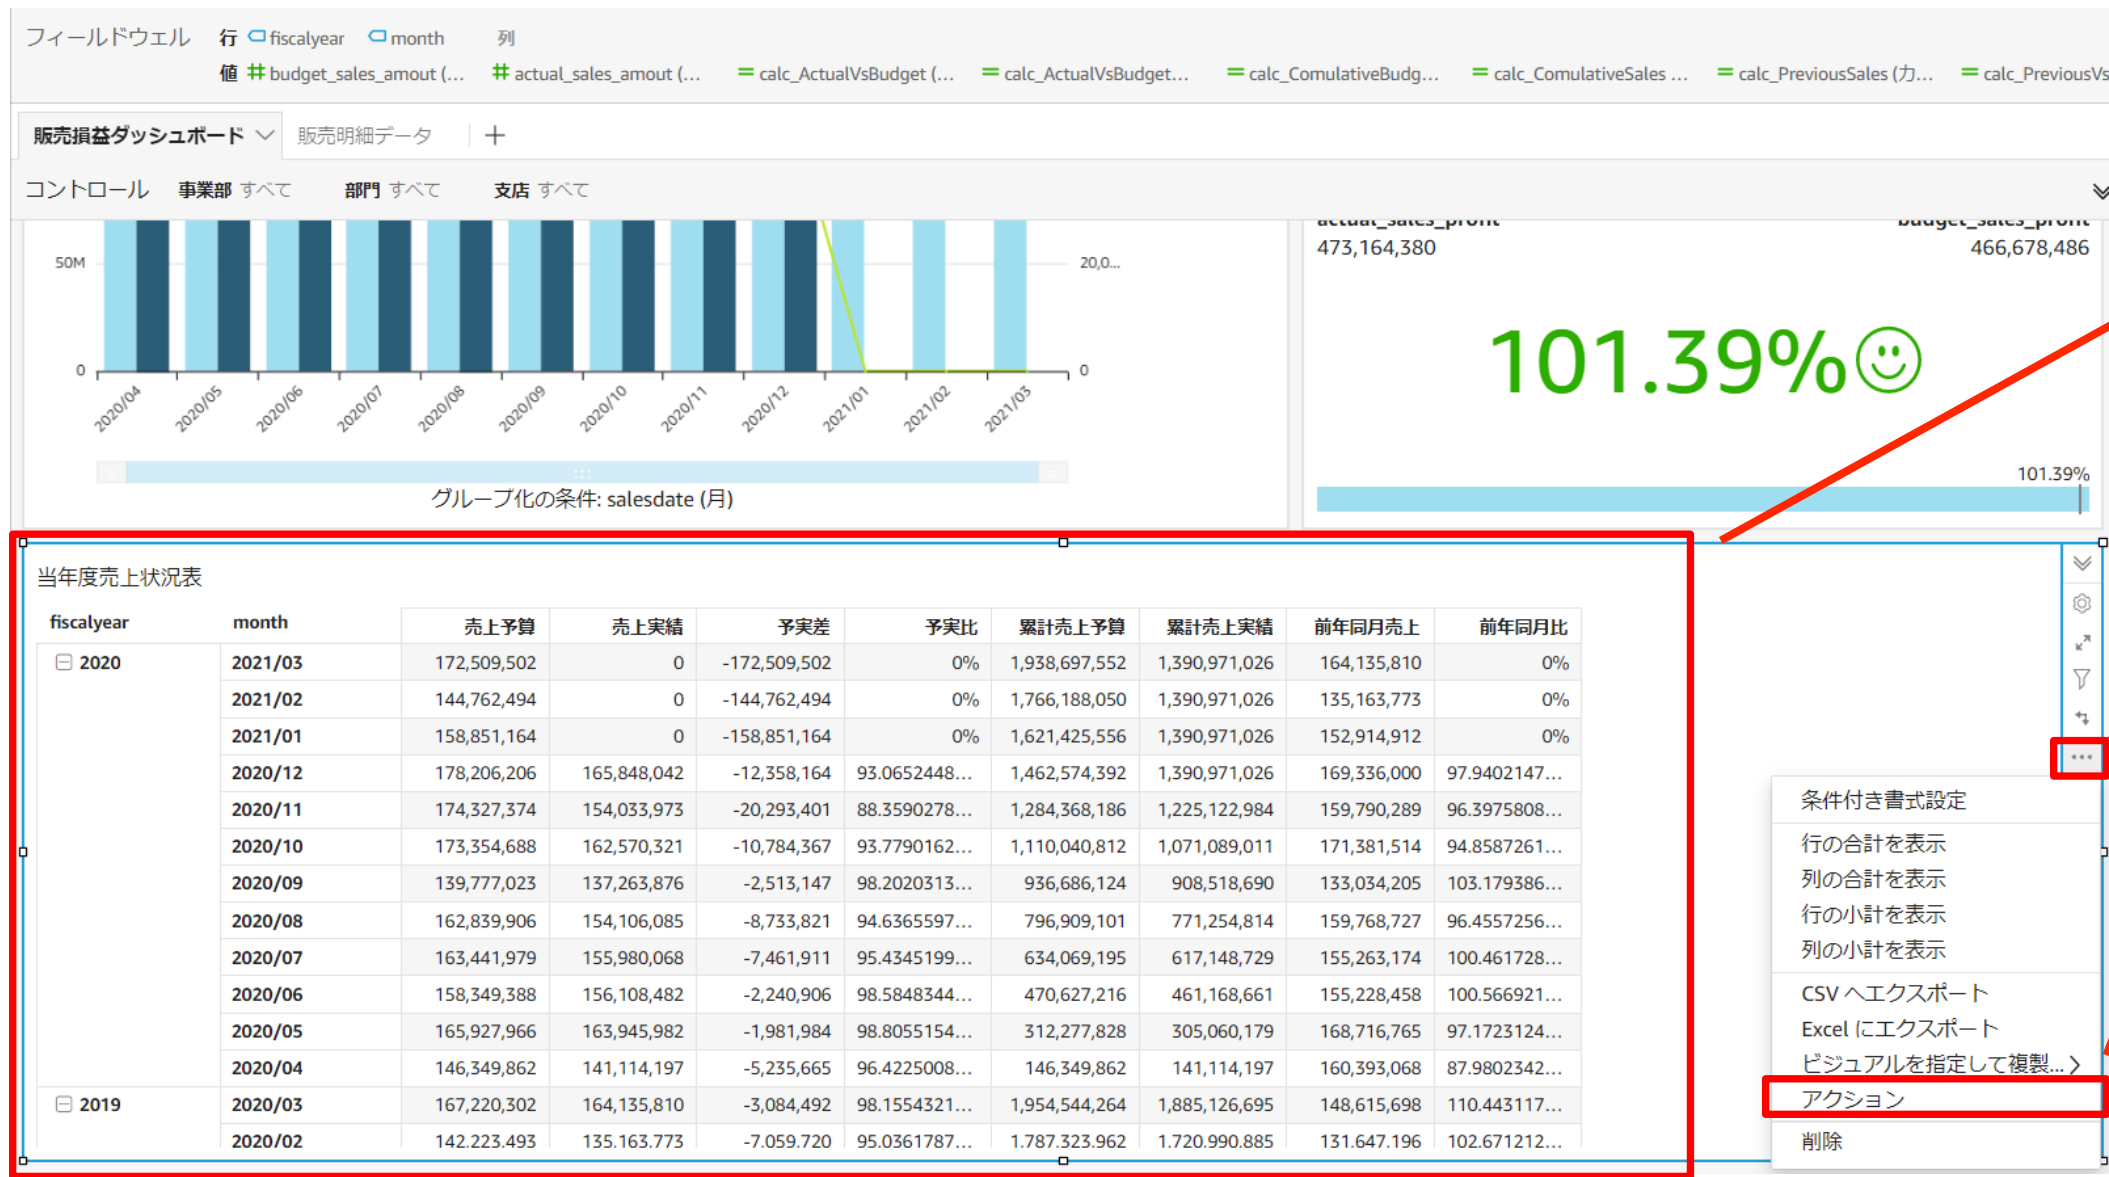 フィールドウェル 行 fiscalyear month 列
値 budget_sales_amout (... actual_sales_amout (... calc_ActualVsBudget (... calc_ActualVsBudget... calc_ComulativeBudg... calc_ComulativeSales ... calc_PreviousSales (カ... calc_PreviousVs
販売損益ダッシュボード 販売明細データ +
コントロール 事業部 すべて 部門 すべて 支店 すべて
actual_sales_profit budget_sales_profit
473,164,380 466,678,486
50M 20,0...
101.39%
0 0
2020/04 2020/05 2020/06 2020/07 2020/08 2020/09 2020/10 2020/11 2020/12 2021/01 2021/02 2021/03
101.39%
グループ化の条件: salesdate (月)
当年度売上状況表
fiscalyear month 売上予算 売上実績 予実差 予実比 累計売上予算 累計売上実績 前年同月売上 前年同月比
2020 2021/03 172,509,502 0 -172,509,502 0% 1,938,697,552 1,390,971,026 164,135,810 0%
2021/02 144,762,494 0 -144,762,494 0% 1,766,188,050 1,390,971,026 135,163,773 0%
2021/01 158,851,164 0 -158,851,164 0% 1,621,425,556 1,390,971,026 152,914,912 0%
2020/12 178,206,206 165,848,042 -12,358,164 93.0652448... 1,462,574,392 1,390,971,026 169,336,000 97.9402147...
2020/11 174,327,374 154,033,973 -20,293,401 88.3590278... 1,284,368,186 1,225,122,984 159,790,289 96.3975808...
2020/10 173,354,688 162,570,321 -10,784,367 93.7790162... 1,110,040,812 1,071,089,011 171,381,514 94.8587261...
2020/09 139,777,023 137,263,876 -2,513,147 98.2020313... 936,686,124 908,518,690 133,034,205 103.179386...
2020/08 162,839,906 154,106,085 -8,733,821 94.6365597... 796,909,101 771,254,814 159,768,727 96.4557256...
2020/07 163,441,979 155,980,068 -7,461,911 95.4345199... 634,069,195 617,148,729 155,263,174 100.461728...
2020/06 158,349,388 156,108,482 -2,240,906 98.5848344... 470,627,216 461,168,661 155,228,458 100.566921...
2020/05 165,927,966 163,945,982 -1,981,984 98.8055154... 312,277,828 305,060,179 168,716,765 97.1723124...
2020/04 146,349,862 141,114,197 -5,235,665 96.4225008... 146,349,862 141,114,197 160,393,068 87.9802342...
2019 2020/03 167,220,302 164,135,810 -3,084,492 98.1554321... 1,954,544,264 1,885,126,695 148,615,698 110.443117...
2020/02 142,223,493 135,163,773 -7,059,720 95.0361787... 1,787,323,962 1,720,990,885 131,647,196 102.671212...
条件付き書式設定
行の合計を表示
列の合計を表示
行の小計を表示
列の小計を表示
CSV へエクスポート
Excel にエクスポート
ビジュアルを指定して複製...
アクション
削除